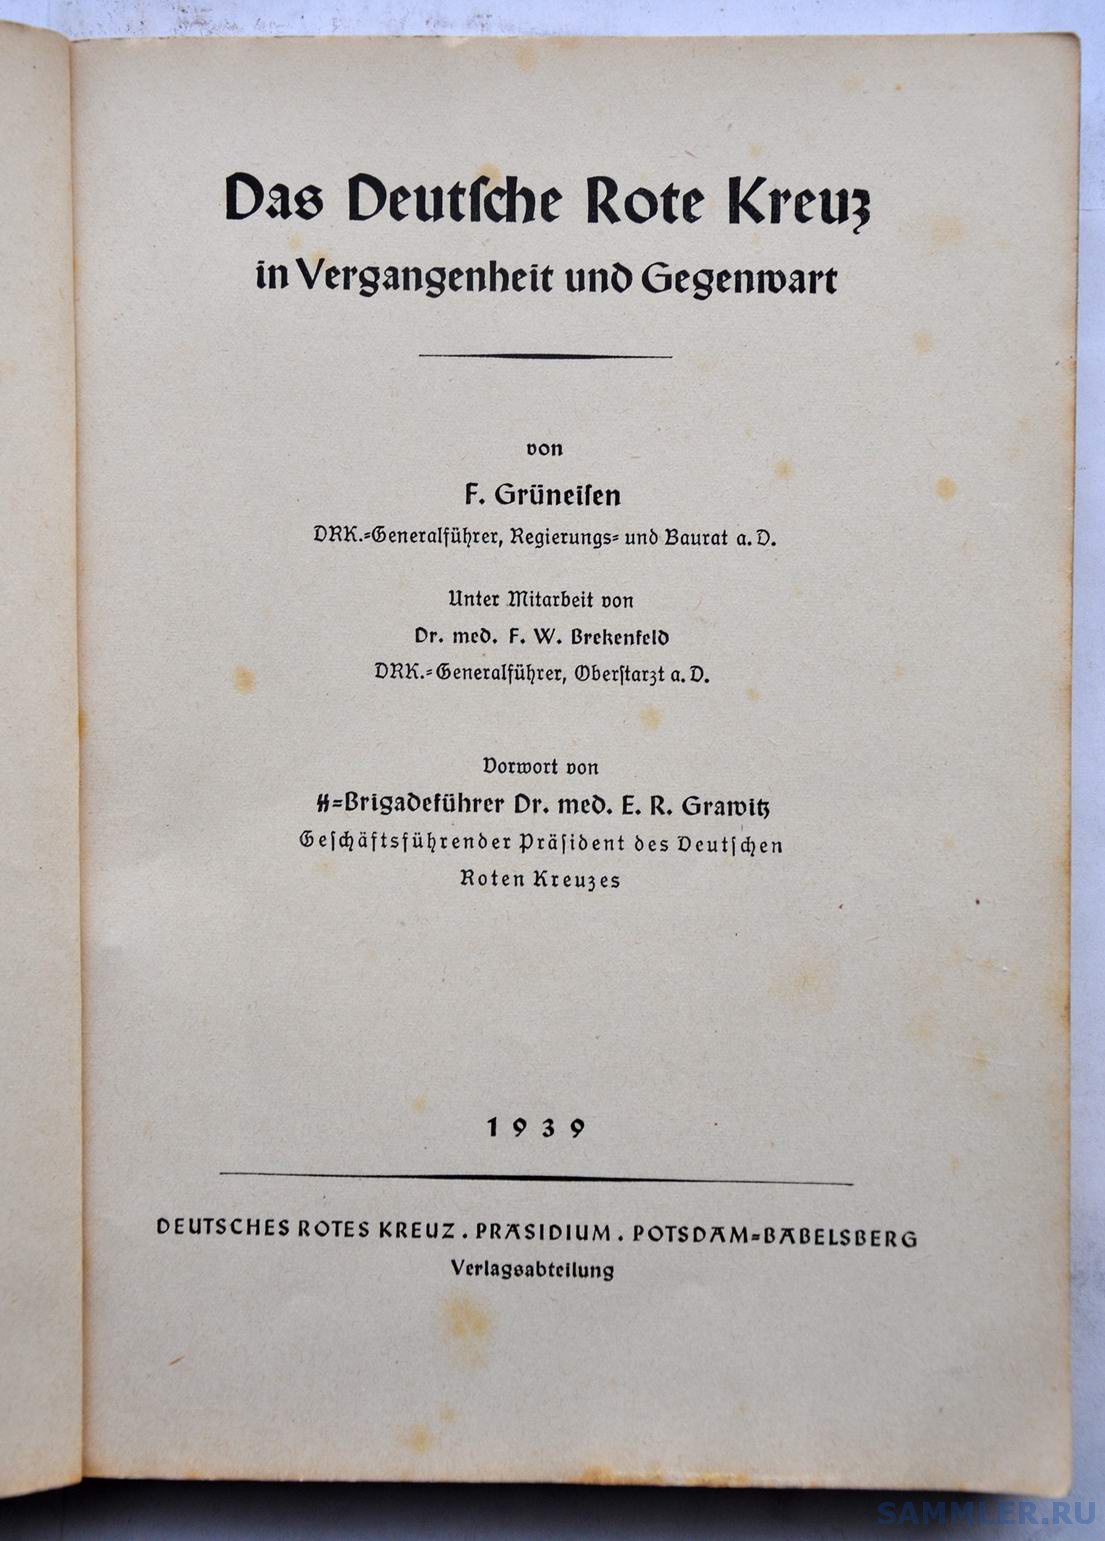 Das Deutſche Rote Kreuz
in Vergangenheit und Gegenwart
von
F. Grüneiſen
DRK.=Generalführer, Regierungs= und Baurat a. D.
Unter Mitarbeit von
Dr. med. F. W. Brekenfeld
DRK.=Generalführer, Oberſtarzt a. D.
Vorwort von
ᛋᛋ=Brigadeführer Dr. med. E. R. Grawitz
Geſchäftsführender Präſident des Deutſchen
Roten Kreuzes
1939
DEUTSCHES ROTES KREUZ . PRÄSIDIUM . POTSDAM=BABELSBERG
Verlagsabteilung
SAMMLER.RU